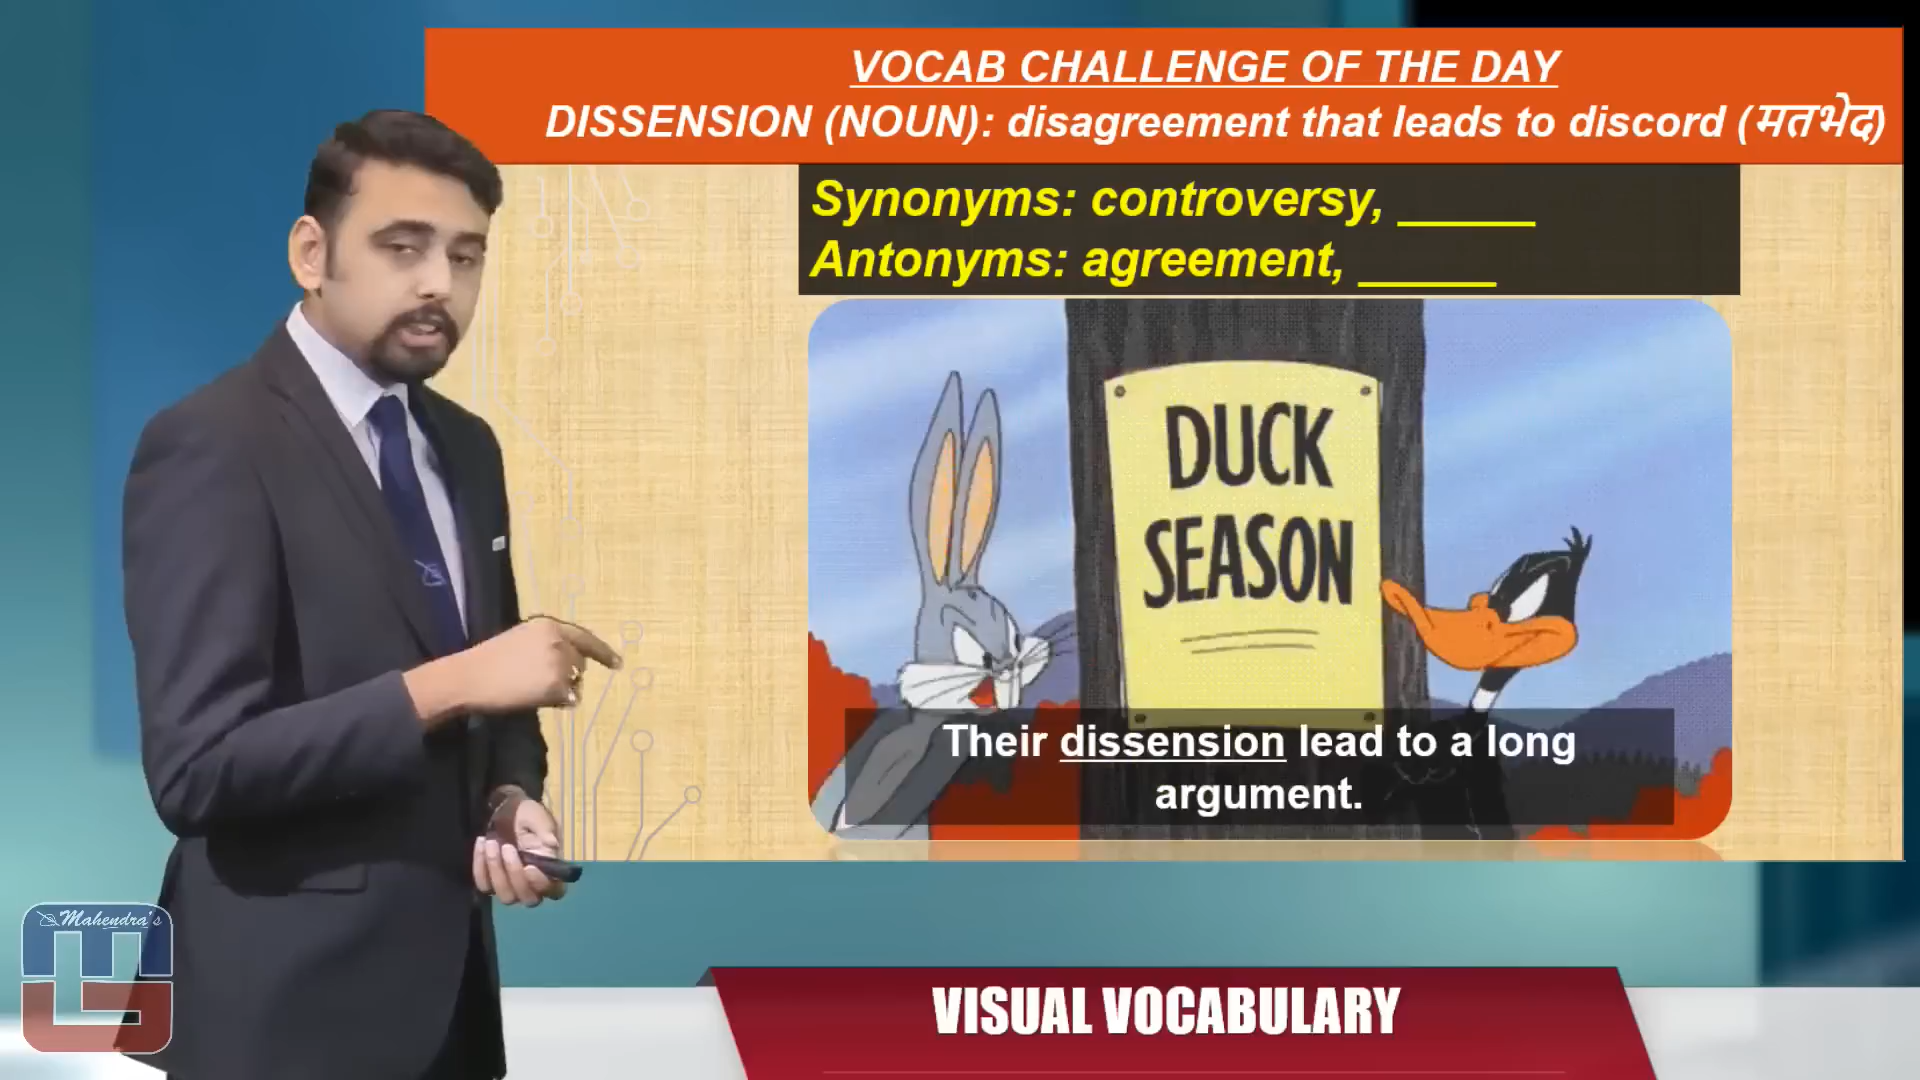 VOCAB CHALLENGE OF THE DAY
DISSENSION (NOUN): disagreement that leads to discord (मतभेद)
Synonyms: controversy, _____
Antonyms: agreement, _____
DUCK
SEASON
Their dissension lead to a long
argument.
Mahendra's
VISUAL VOCABULARY